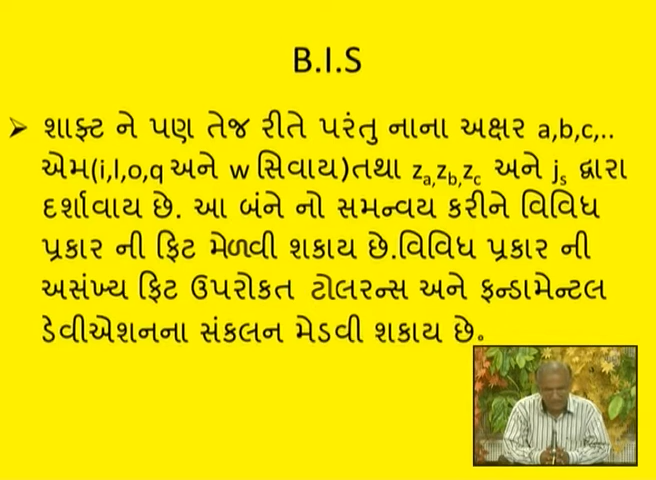 B.I.S
➢ શાફ્ટ ને પણ તેજ રીતે પરંતુ નાના અક્ષર a,b,c,..
એમ(i,l,o,q અને w સિવાય)તથા za,zb,zc અને js દ્વારા
દર્શાવાય છે. આ બંને નો સમન્વય કરીને વિવિધ
પ્રકાર ની ફિટ મેળવી શકાય છે.વિવિધ પ્રકાર ની
અસંખ્ય ફિટ ઉપરોકત ટોલરન્સ અને ફન્ડામેન્ટલ
ડેવીએશનના સંકલન મેડવી શકાય છે.